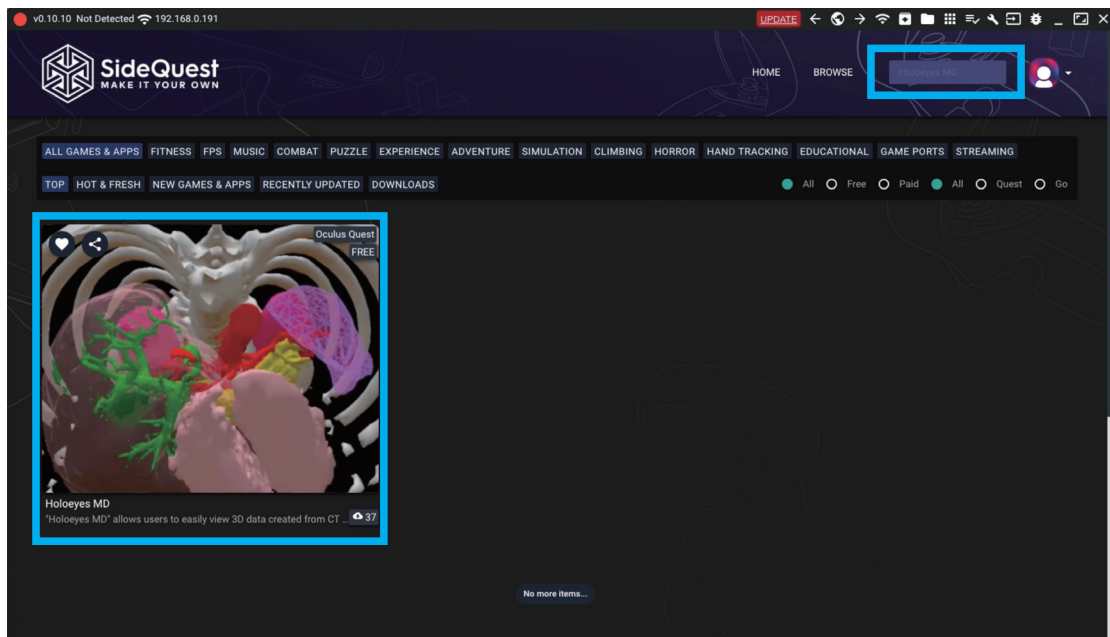 v0.10.10 Not Detected 192.168.0.191
UPDATE
SideQuest
MAKE IT YOUR OWN
HOME BROWSE Holoeyes MD
ALL GAMES & APPS FITNESS FPS MUSIC COMBAT PUZZLE EXPERIENCE ADVENTURE SIMULATION CLIMBING HORROR HAND TRACKING EDUCATIONAL GAME PORTS STREAMING
TOP HOT & FRESH NEW GAMES & APPS RECENTLY UPDATED DOWNLOADS All Free Paid All Quest Go
Oculus Quest
FREE
Holoeyes MD
"Holoeyes MD" allows users to easily view 3D data created from CT ... 37
No more items...